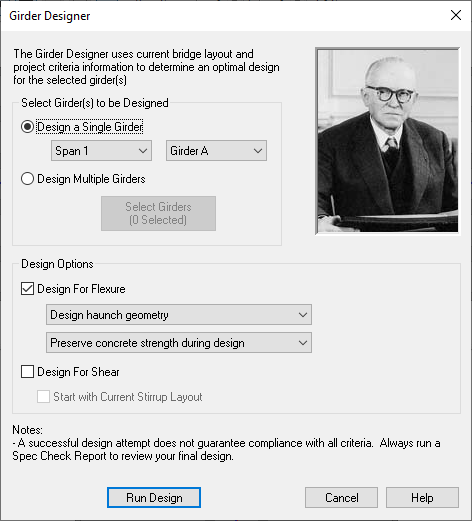 Girder Designer
The Girder Designer uses current bridge layout and
project criteria information to determine an optimal design
for the selected girder(s)
Select Girder(s) to be Designed
Design a Single Girder
Span 1
Girder A
Design Multiple Girders
Select Girders
(0 Selected)
Design Options
Design For Flexure
Design haunch geometry
Preserve concrete strength during design
Design For Shear
Start with Current Stirrup Layout
Notes:
- A successful design attempt does not guarantee compliance with all criteria.  Always run a
Spec Check Report to review your final design.
Run Design
Cancel
Help